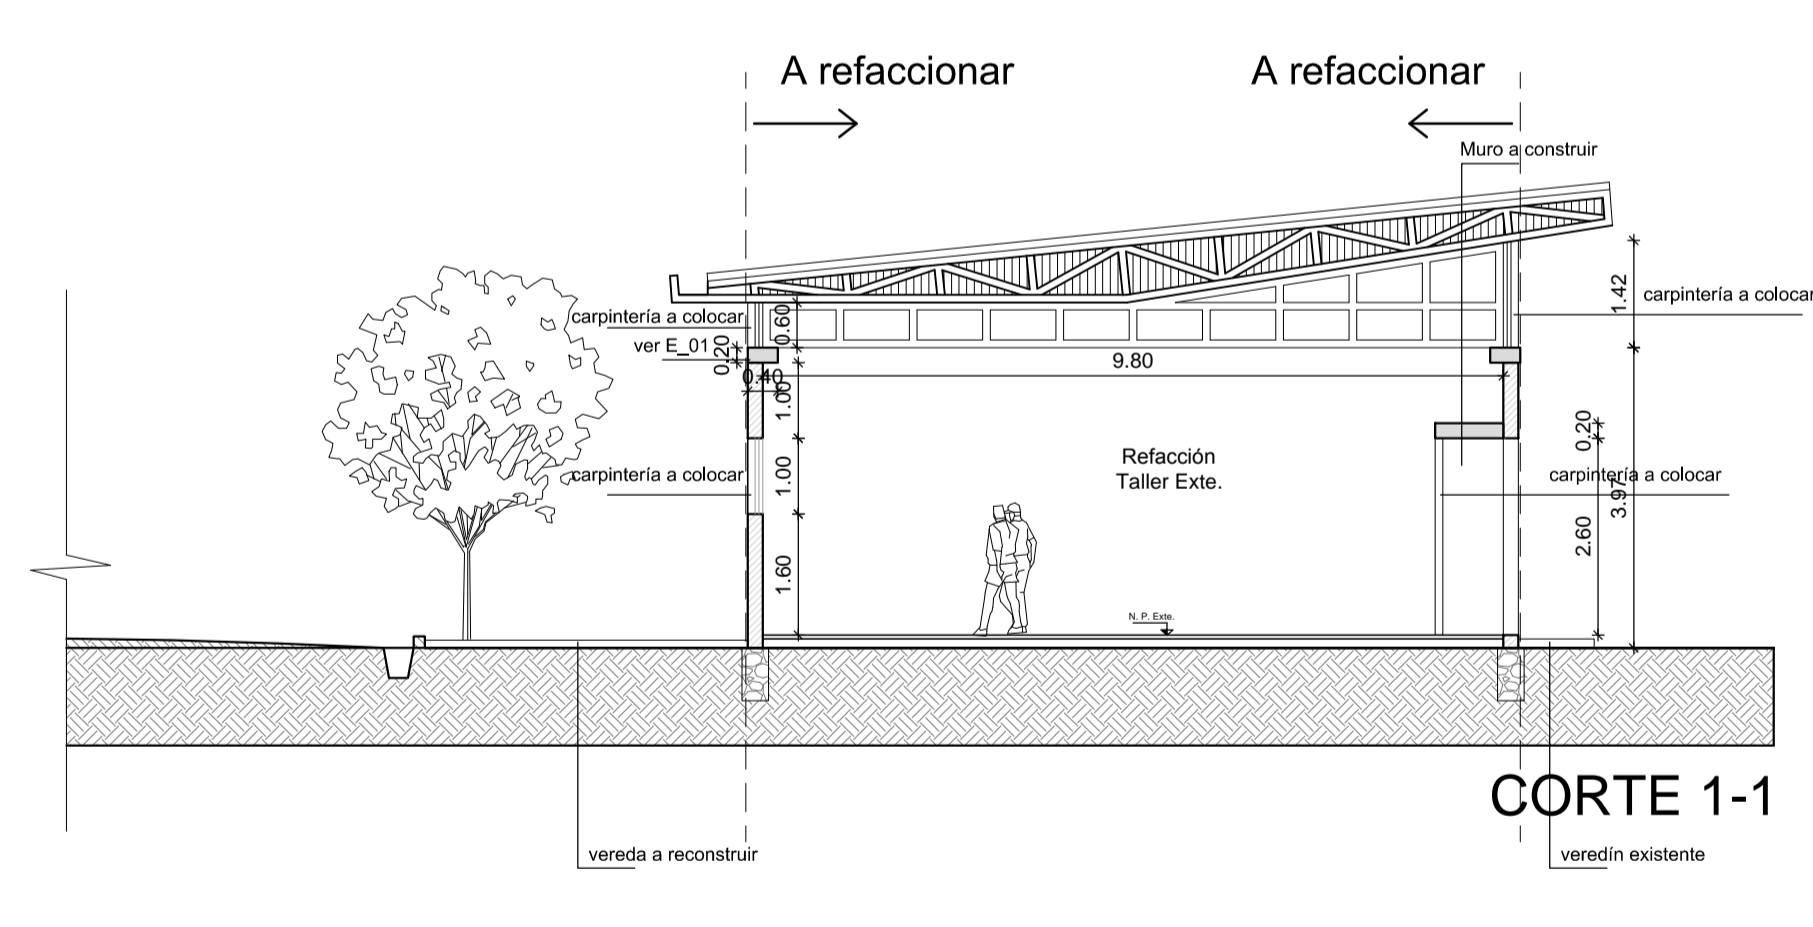 A refaccionar
A refaccionar
Muro a construir
carpintería a colocar
1.42
carpintería a colocar
0.60
ver E_01
0.20
9.80
0.40
1.00
0.20
Refacción
Taller Exte.
carpintería a colocar
1.00
carpintería a colocar
3.97
2.60
1.60
N. P. Exte.
CORTE 1-1
vereda a reconstruir
veredín existente